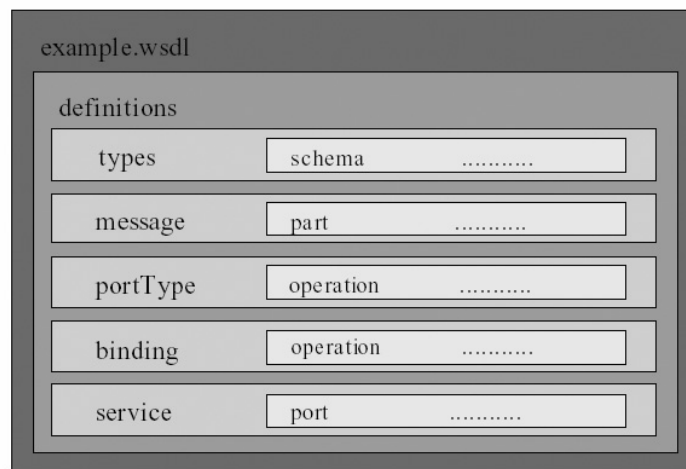 example.wsdl
definitions
types schema ...........
message part ...........
portType operation ...........
binding operation ...........
service port ...........